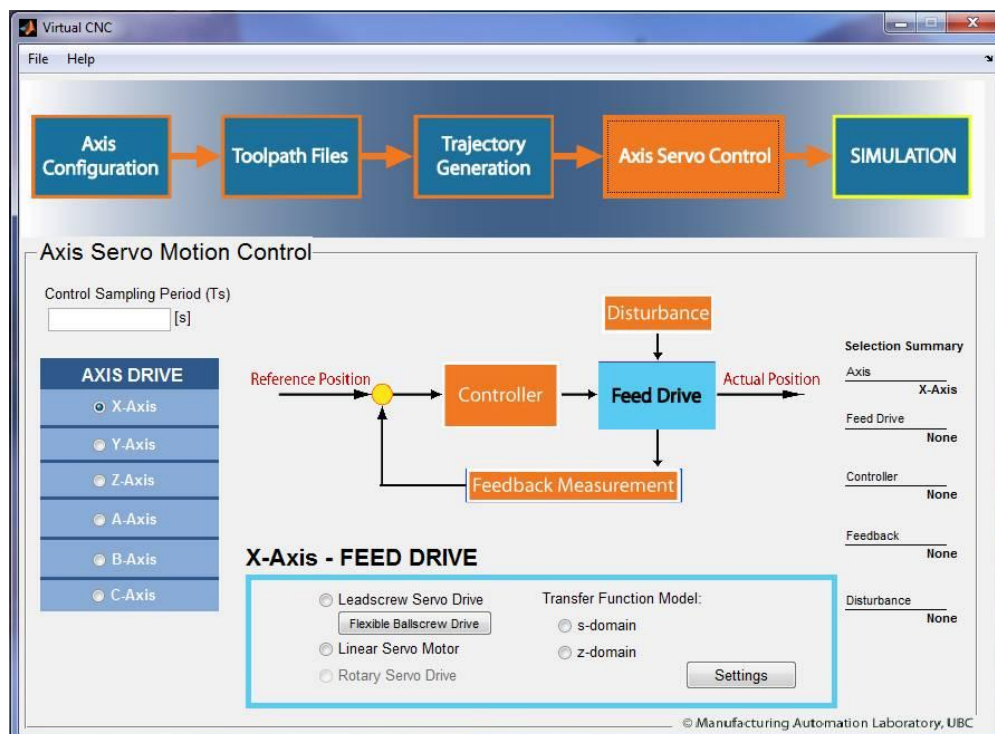 Virtual CNC
File Help
Axis
Configuration
Toolpath Files
Trajectory
Generation
Axis Servo Control
SIMULATION
Axis Servo Motion Control
Control Sampling Period (Ts)
[s]
AXIS DRIVE
X-Axis
Y-Axis
Z-Axis
A-Axis
B-Axis
C-Axis
Disturbance
Reference Position
Controller
Feed Drive
Actual Position
Feedback Measurement
Selection Summary
Axis
X-Axis
Feed Drive
None
Controller
None
Feedback
None
Disturbance
None
X-Axis - FEED DRIVE
Leadscrew Servo Drive
Flexible Ballscrew Drive
Linear Servo Motor
Rotary Servo Drive
Transfer Function Model:
s-domain
z-domain
Settings
© Manufacturing Automation Laboratory, UBC